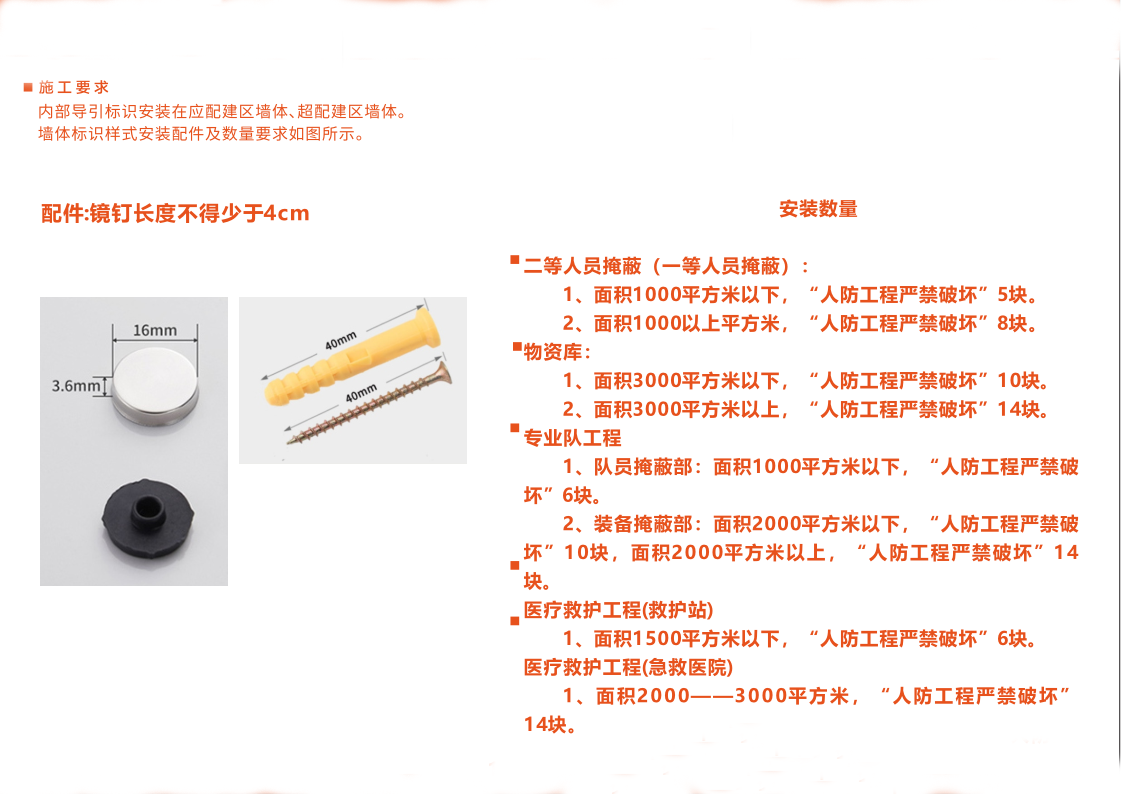 施工要求
内部导引标识安装在应配建区墙体、超配建区墙体。
墙体标识样式安装配件及数量要求如图所示。
配件:镜钉长度不得少于4cm
16mm
3.6mm
40mm
40mm
安装数量
二等人员掩蔽（一等人员掩蔽）：
1、面积1000平方米以下，“人防工程严禁破坏”5块。
2、面积1000以上平方米，“人防工程严禁破坏”8块。
物资库：
1、面积3000平方米以下，“人防工程严禁破坏”10块。
2、面积3000平方米以上，“人防工程严禁破坏”14块。
专业队工程
1、队员掩蔽部：面积1000平方米以下，“人防工程严禁破
坏”6块。
2、装备掩蔽部：面积2000平方米以下，“人防工程严禁破
坏”10块，面积2000平方米以上，“人防工程严禁破坏”14
块。
医疗救护工程(救护站)
1、面积1500平方米以下，“人防工程严禁破坏”6块。
医疗救护工程(急救医院)
1、面积2000——3000平方米，“人防工程严禁破坏”
14块。